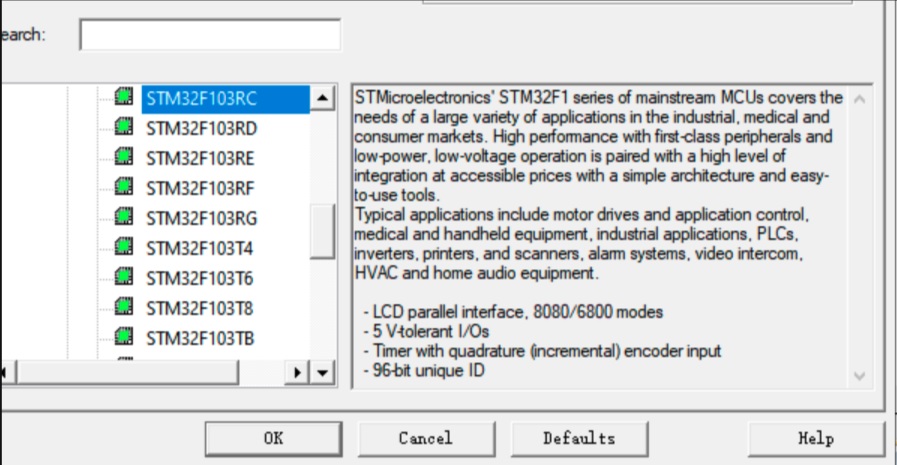 earch:
STM32F103RC
STM32F103RD
STM32F103RE
STM32F103RF
STM32F103RG
STM32F103T4
STM32F103T6
STM32F103T8
STM32F103TB
STMicroelectronics' STM32F1 series of mainstream MCUs covers the
needs of a large variety of applications in the industrial, medical and
consumer markets. High performance with first-class peripherals and
low-power, low-voltage operation is paired with a high level of
integration at accessible prices with a simple architecture and easy-
to-use tools.
Typical applications include motor drives and application control,
medical and handheld equipment, industrial applications, PLCs,
inverters, printers, and scanners, alarm systems, video intercom,
HVAC and home audio equipment.
- LCD parallel interface, 8080/6800 modes
- 5 V-tolerant I/Os
- Timer with quadrature (incremental) encoder input
- 96-bit unique ID
OK
Cancel
Defaults
Help